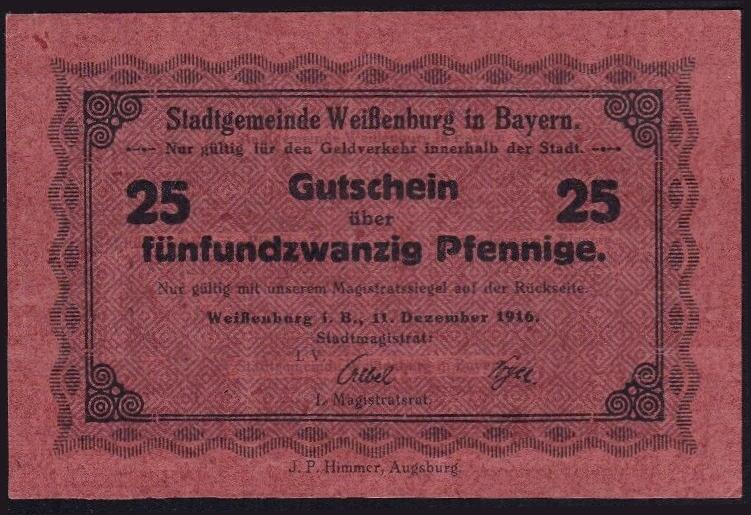 Stadtgemeinde Weißenburg in Bayern.
Nur gültig für den Geldverkehr innerhalb der Stadt.
25 Gutschein 25
über
fünfundzwanzig Pfennige.
Nur gültig mit unserem Magistratssiegel auf der Rückseite.
Weißenburg i. B., 11. Dezember 1916.
Stadtmagistrat:
I. V.
I. Magistratsrat.
J. P. Himmer, Augsburg.